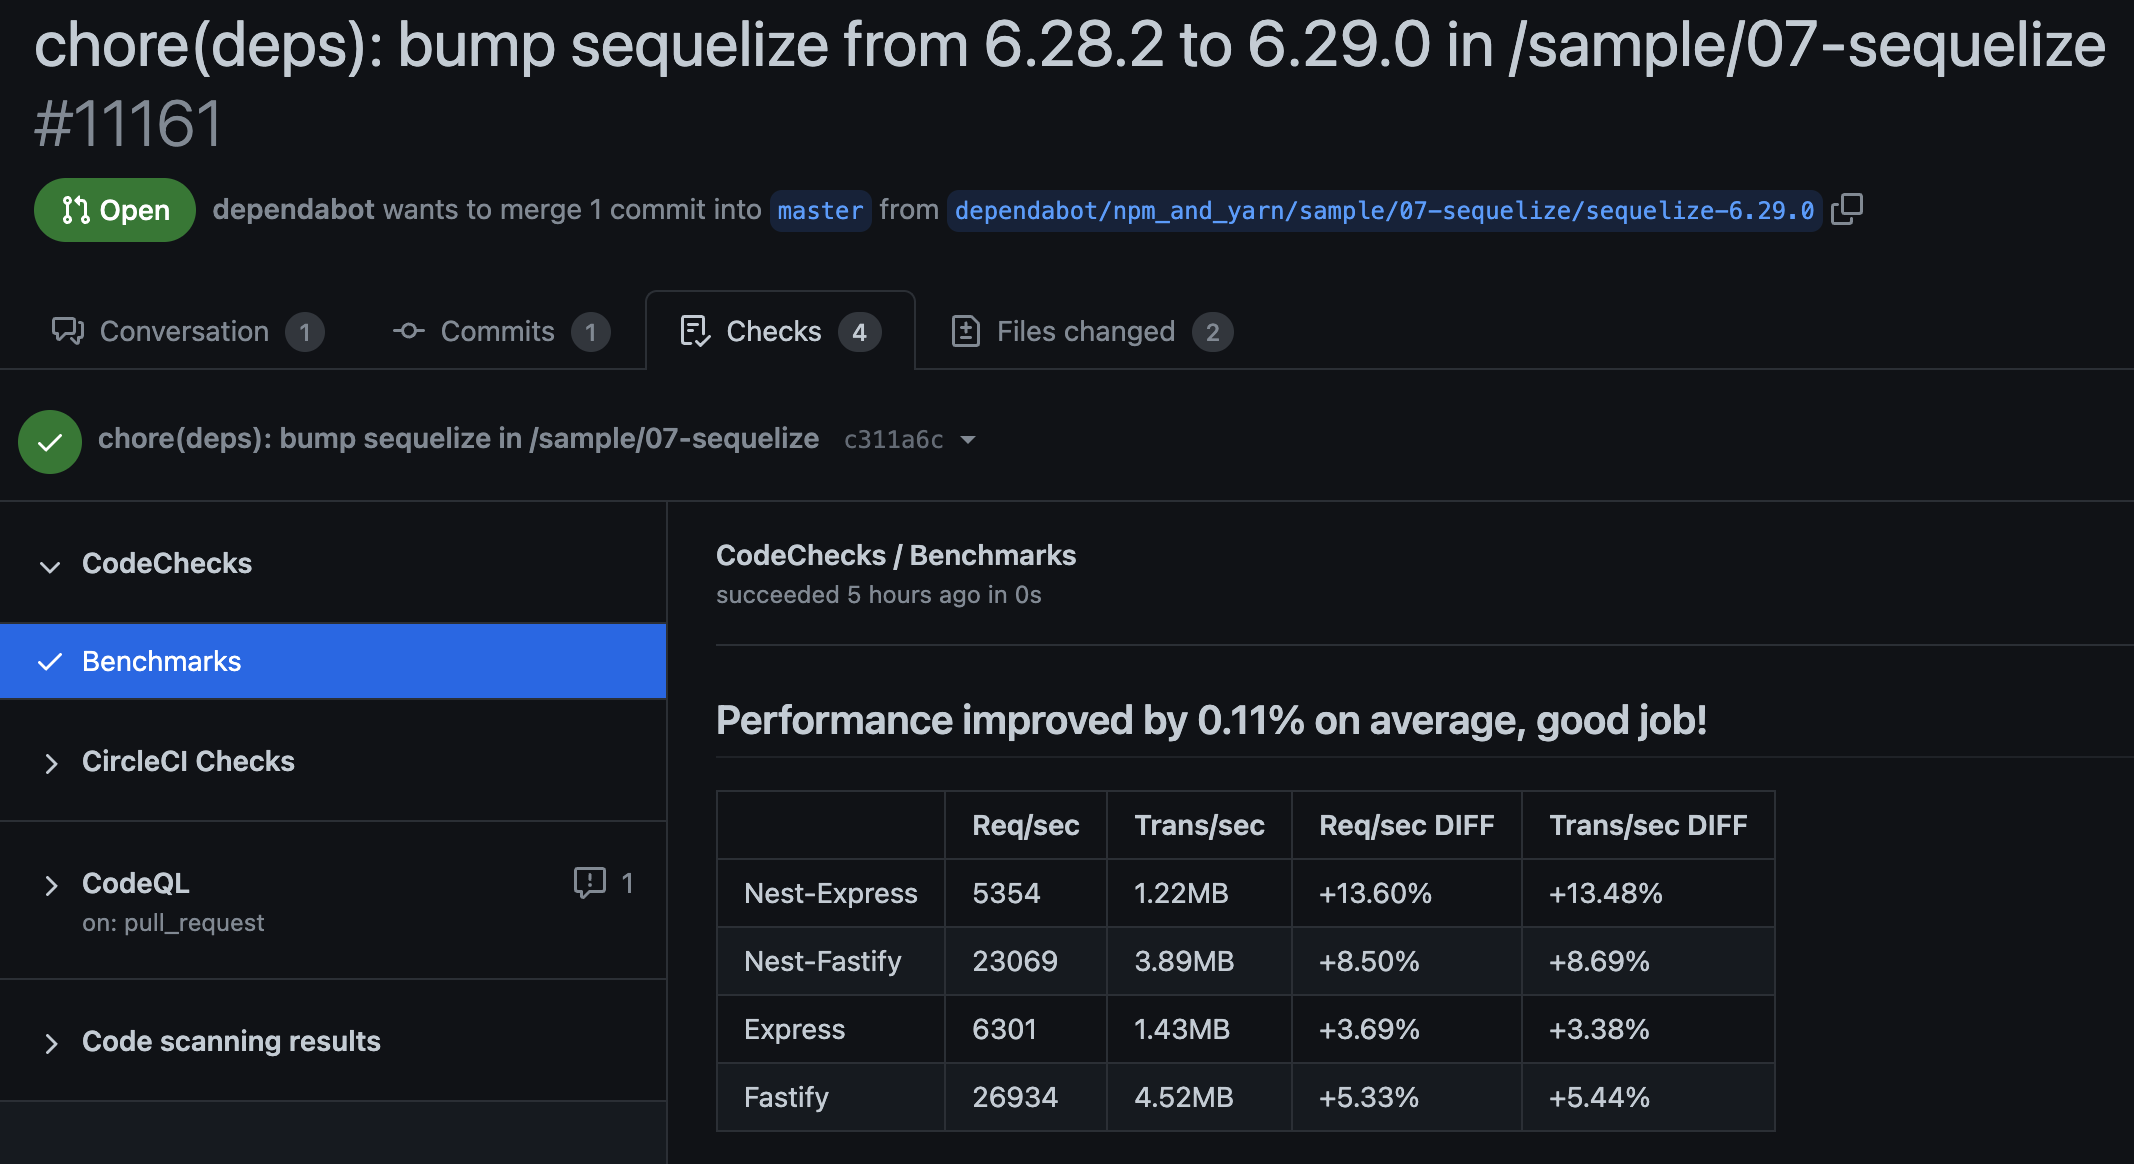 chore(deps): bump sequelize from 6.28.2 to 6.29.0 in /sample/07-sequelize
#11161
Open dependabot wants to merge 1 commit into master from dependabot/npm_and_yarn/sample/07-sequelize/sequelize-6.29.0
Conversation 1 Commits 1 Checks 4 Files changed 2
chore(deps): bump sequelize in /sample/07-sequelize c311a6c
CodeChecks
Benchmarks
CircleCI Checks
CodeQL 1
on: pull_request
Code scanning results
CodeChecks / Benchmarks
succeeded 5 hours ago in 0s
Performance improved by 0.11% on average, good job!
Req/sec Trans/sec Req/sec DIFF Trans/sec DIFF
Nest-Express 5354 1.22MB +13.60% +13.48%
Nest-Fastify 23069 3.89MB +8.50% +8.69%
Express 6301 1.43MB +3.69% +3.38%
Fastify 26934 4.52MB +5.33% +5.44%